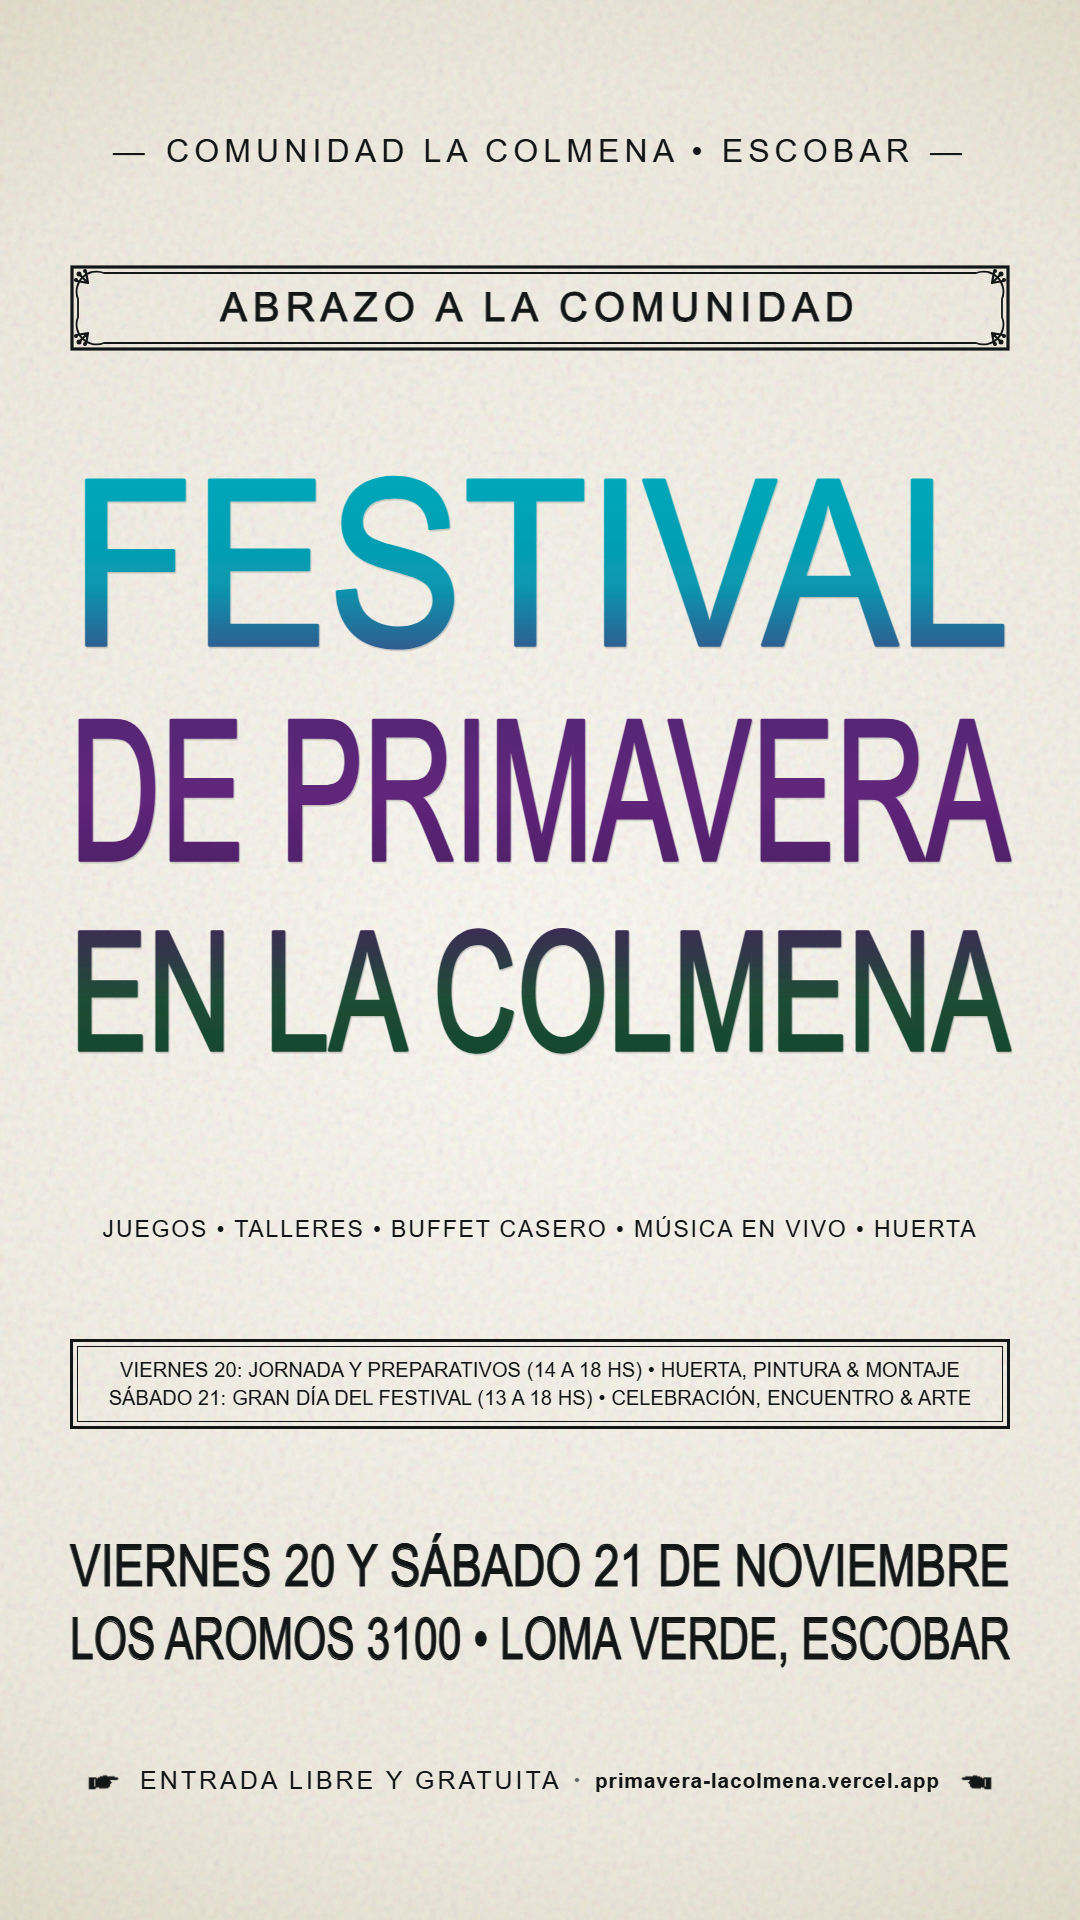 — COMUNIDAD LA COLMENA • ESCOBAR —
ABRAZO A LA COMUNIDAD
FESTIVAL
DE PRIMAVERA
EN LA COLMENA
JUEGOS • TALLERES • BUFFET CASERO • MÚSICA EN VIVO • HUERTA
VIERNES 20: JORNADA Y PREPARATIVOS (14 A 18 HS) • HUERTA, PINTURA & MONTAJE
SÁBADO 21: GRAN DÍA DEL FESTIVAL (13 A 18 HS) • CELEBRACIÓN, ENCUENTRO & ARTE
VIERNES 20 Y SÁBADO 21 DE NOVIEMBRE
LOS AROMOS 3100 • LOMA VERDE, ESCOBAR
☛ ENTRADA LIBRE Y GRATUITA • primavera-lacolmena.vercel.app ☚